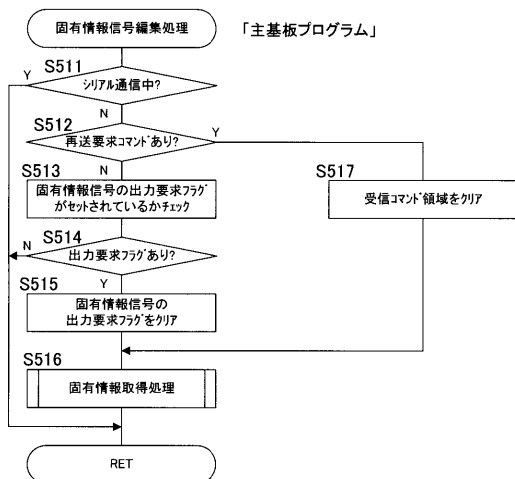 固有情報信号編集処理
「主基板プログラム」
S511
Y
シリアル通信中?
N
S512
再送要求コマンドあり?
Y
N
S513
固有情報信号の出力要求フラグ
がセットされているかチェック
S517
受信コマンド領域をクリア
S514
N
出力要求フラグあり?
Y
S515
固有情報信号の
出力要求フラグをクリア
S516
固有情報取得処理
RET